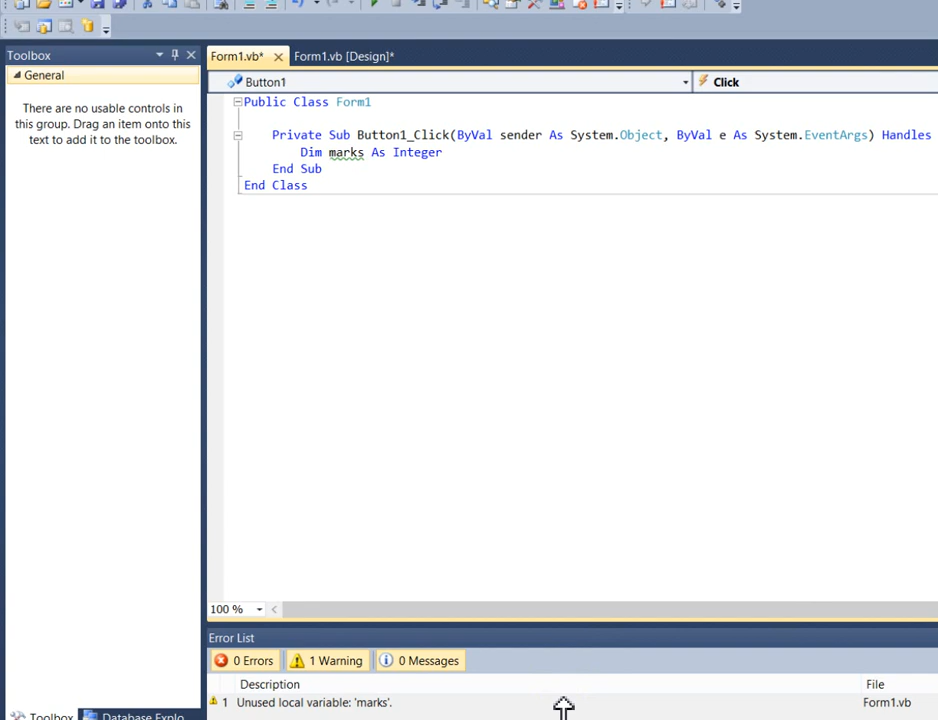 Toolbox
General
There are no usable controls in
this group. Drag an item onto this
text to add it to the toolbox.
Form1.vb* Form1.vb [Design]*
Button1 Click
Public Class Form1
Private Sub Button1_Click(ByVal sender As System.Object, ByVal e As System.EventArgs) Handles
Dim marks As Integer
End Sub
End Class
100 %
Error List
0 Errors 1 Warning 0 Messages
Description File
1 Unused local variable: 'marks'. Form1.vb
Toolbox Database Explo